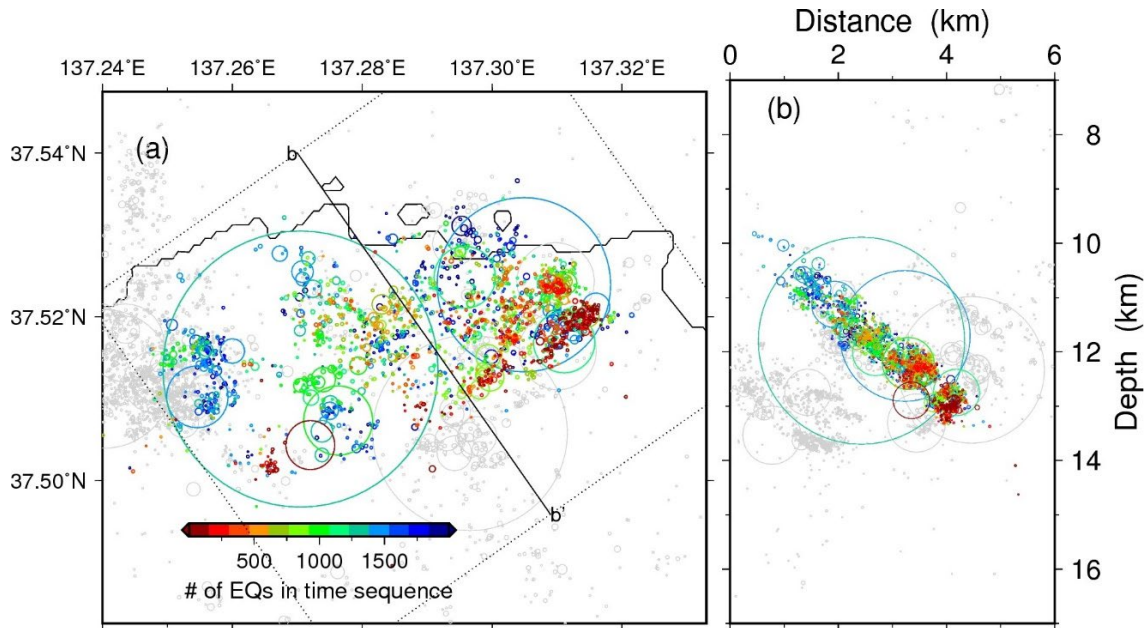 Distance (km)
0 2 4 6
137.24˚E 137.26˚E 137.28˚E 137.30˚E 137.32˚E
(a)
(b)
b
b'
37.54˚N
37.52˚N
37.50˚N
8
10
12
14
16
Depth (km)
500 1000 1500
# of EQs in time sequence